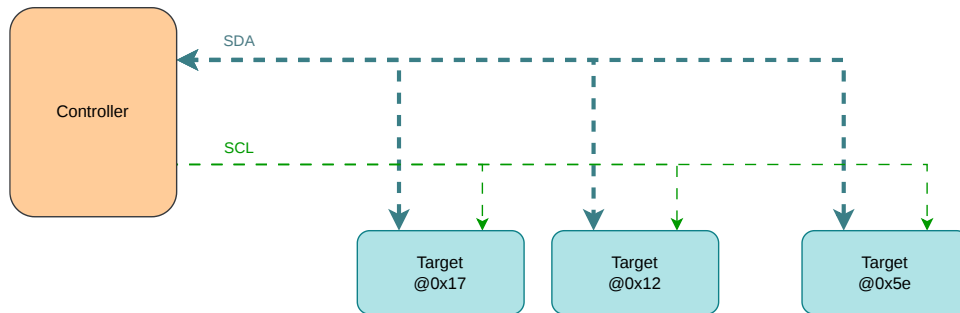 SDA
Controller
SCL
Target
@0x17
Target
@0x12
Target
@0x5e